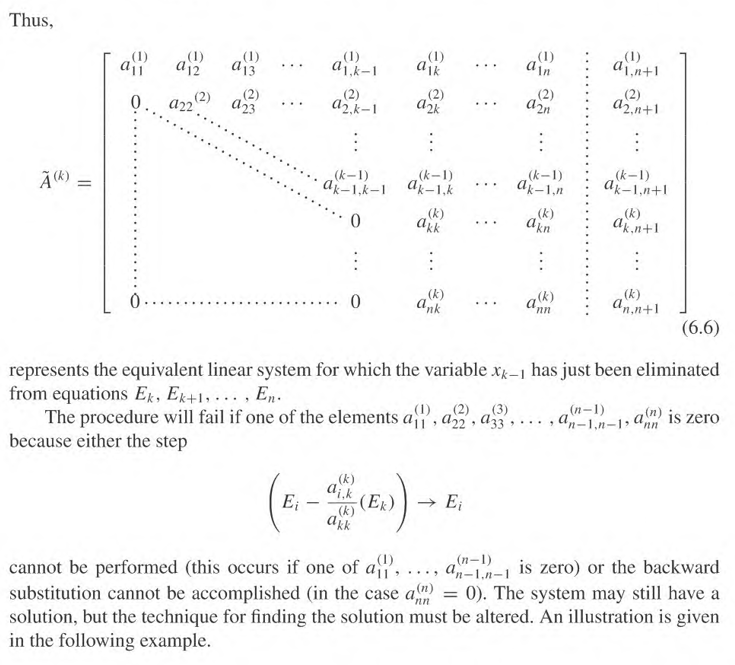 Thus,
$$\tilde{A}^{(k)} = \left[\begin{array}{cccccccc:c}
a_{11}^{(1)} & a_{12}^{(1)} & a_{13}^{(1)} & \cdots & a_{1,k-1}^{(1)} & a_{1k}^{(1)} & \cdots & a_{1n}^{(1)} & a_{1,n+1}^{(1)} \\
0 & a_{22}{}^{(2)} & a_{23}^{(2)} & \cdots & a_{2,k-1}^{(2)} & a_{2k}^{(2)} & \cdots & a_{2n}^{(2)} & a_{2,n+1}^{(2)} \\
\vdots & \ddots & & & \vdots & \vdots & & \vdots & \vdots \\
\vdots & & \ddots & & a_{k-1,k-1}^{(k-1)} & a_{k-1,k}^{(k-1)} & \cdots & a_{k-1,n}^{(k-1)} & a_{k-1,n+1}^{(k-1)} \\
\vdots & & & \ddots & 0 & a_{kk}^{(k)} & \cdots & a_{kn}^{(k)} & a_{k,n+1}^{(k)} \\
\vdots & & & & \vdots & \vdots & & \vdots & \vdots \\
0 & \cdots & \cdots & \cdots & 0 & a_{nk}^{(k)} & \cdots & a_{nn}^{(k)} & a_{n,n+1}^{(k)}
\end{array}\right]$$
(6.6)
represents the equivalent linear system for which the variable $x_{k-1}$ has just been eliminated
from equations $E_k, E_{k+1}, \ldots, E_n$.
The procedure will fail if one of the elements $a_{11}^{(1)}, a_{22}^{(2)}, a_{33}^{(3)}, \ldots, a_{n-1,n-1}^{(n-1)}, a_{nn}^{(n)}$ is zero
because either the step
$$\left(E_i - \frac{a_{i,k}^{(k)}}{a_{kk}^{(k)}}(E_k)\right) \rightarrow E_i$$
cannot be performed (this occurs if one of $a_{11}^{(1)}, \ldots, a_{n-1,n-1}^{(n-1)}$ is zero) or the backward
substitution cannot be accomplished (in the case $a_{nn}^{(n)} = 0$). The system may still have a
solution, but the technique for finding the solution must be altered. An illustration is given
in the following example.